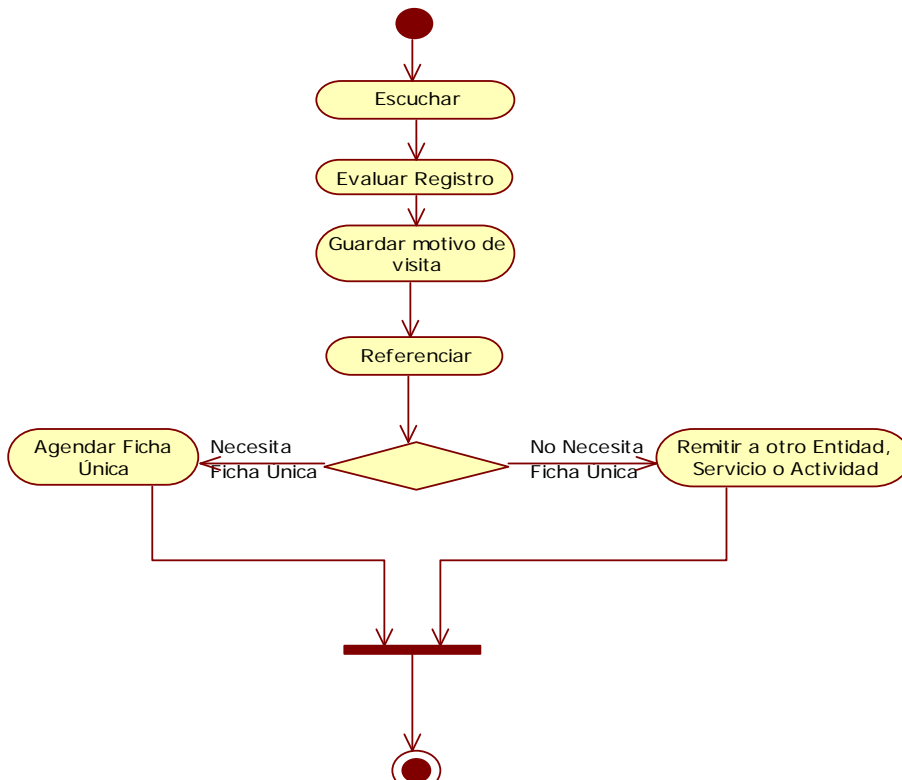 Escuchar
Evaluar Registro
Guardar motivo de
visita
Referenciar
Agendar Ficha
Única
Necesita
Ficha Unica
No Necesita
Ficha Unica
Remitir a otro Entidad,
Servicio o Actividad